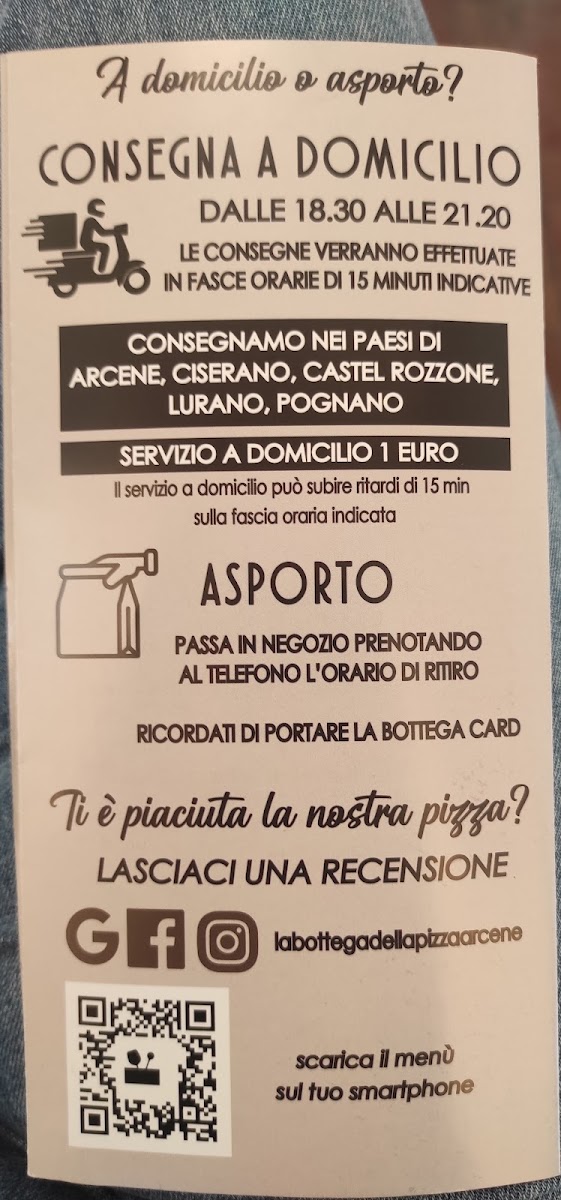 A domicilio o asporto?
CONSEGNA A DOMICILIO
DALLE 18.30 ALLE 21.20
LE CONSEGNE VERRANNO EFFETTUATE
IN FASCE ORARIE DI 15 MINUTI INDICATIVE
CONSEGNAMO NEI PAESI DI
ARCENE, CISERANO, CASTEL ROZZONE,
LURANO, POGNANO
SERVIZIO A DOMICILIO 1 EURO
Il servizio a domicilio può subire ritardi di 15 min
sulla fascia oraria indicata
ASPORTO
PASSA IN NEGOZIO PRENOTANDO
AL TELEFONO L'ORARIO DI RITIRO
RICORDATI DI PORTARE LA BOTTEGA CARD
Ti è piaciuta la nostra pizza?
LASCIACI UNA RECENSIONE
G f labottegadellapizzaarcene
scarica il menù
sul tuo smartphone